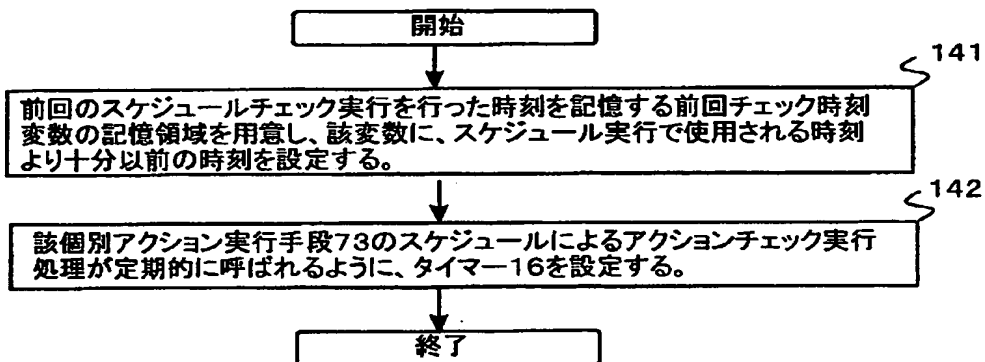 開始
141
前回のスケジュールチェック実行を行った時刻を記憶する前回チェック時刻
変数の記憶領域を用意し、該変数に、スケジュール実行で使用される時刻
より十分以前の時刻を設定する。
142
該個別アクション実行手段73のスケジュールによるアクションチェック実行
処理が定期的に呼ばれるように、タイマー16を設定する。
終了